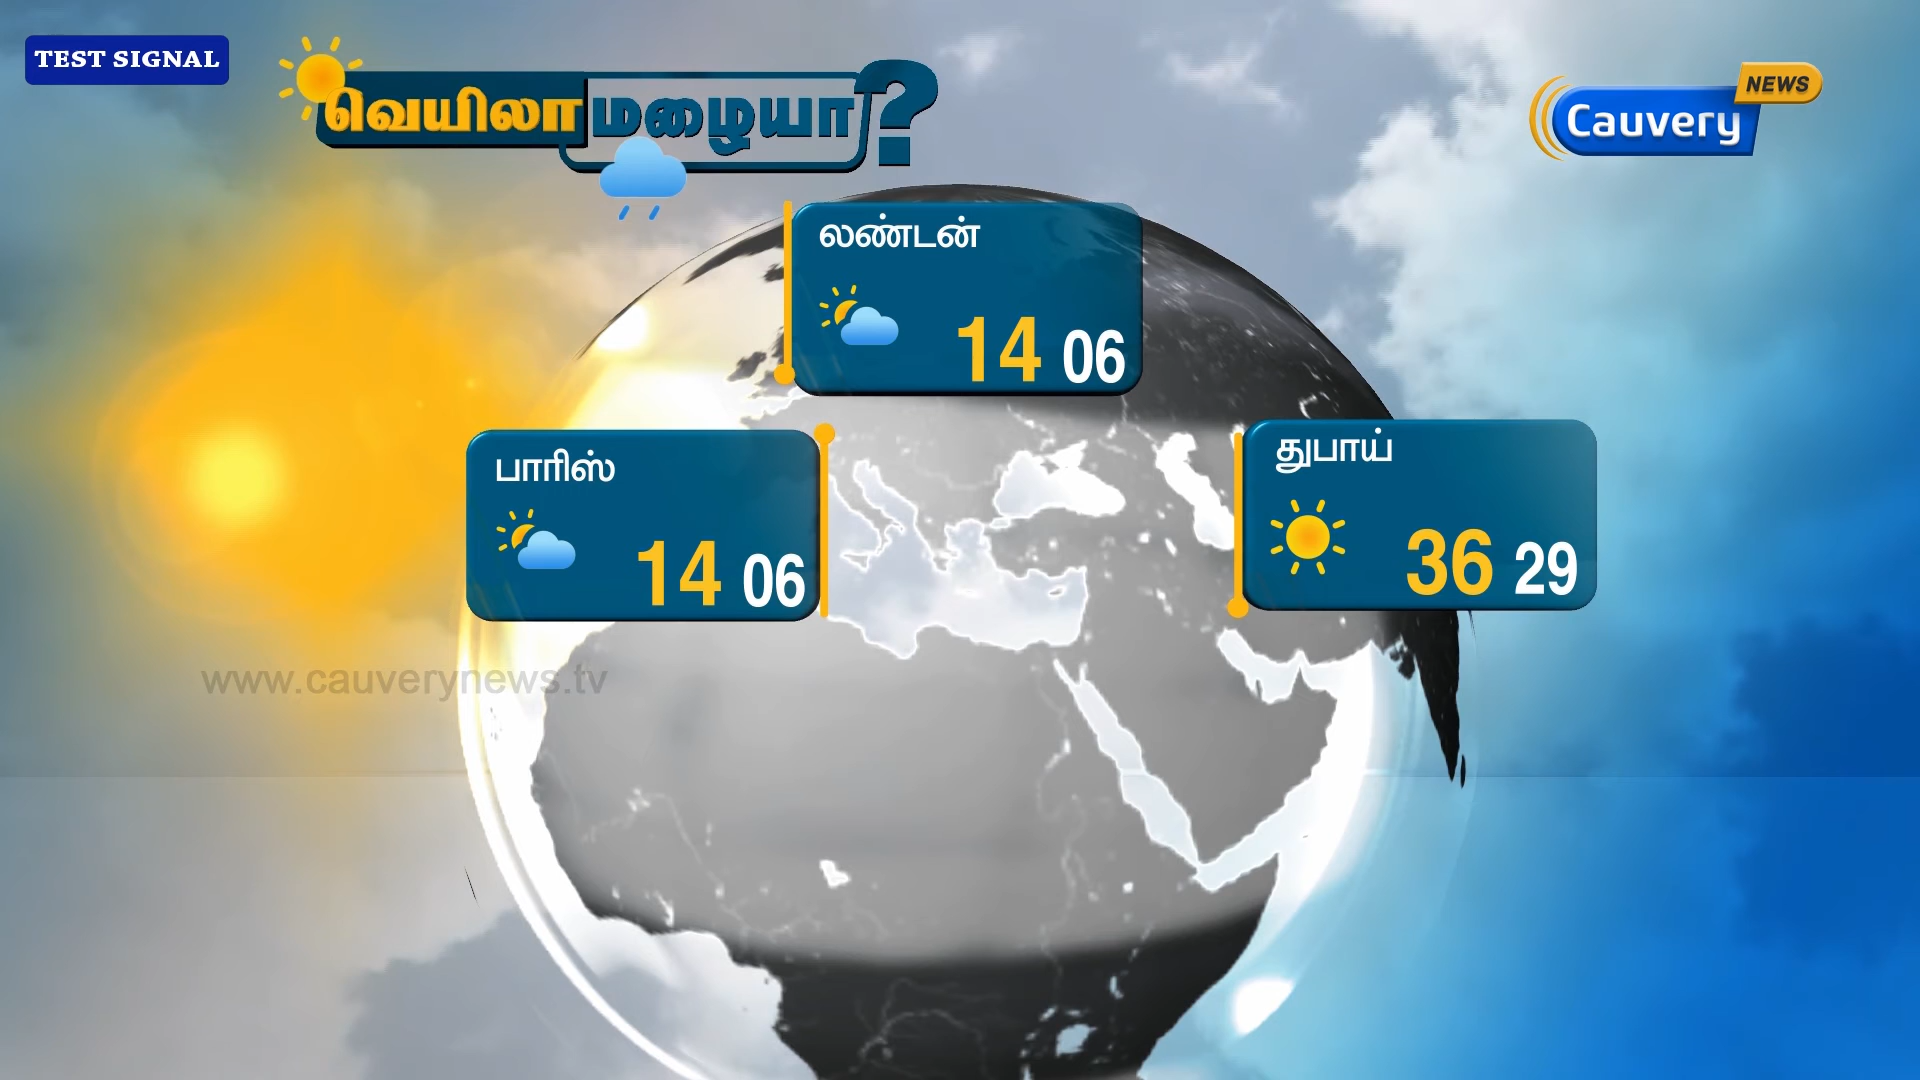 TEST SIGNAL
வெயிலா மழையா?
NEWS
Cauvery
லண்டன்
14 06
பாரிஸ்
14 06
துபாய்
36 29
www.cauverynews.tv